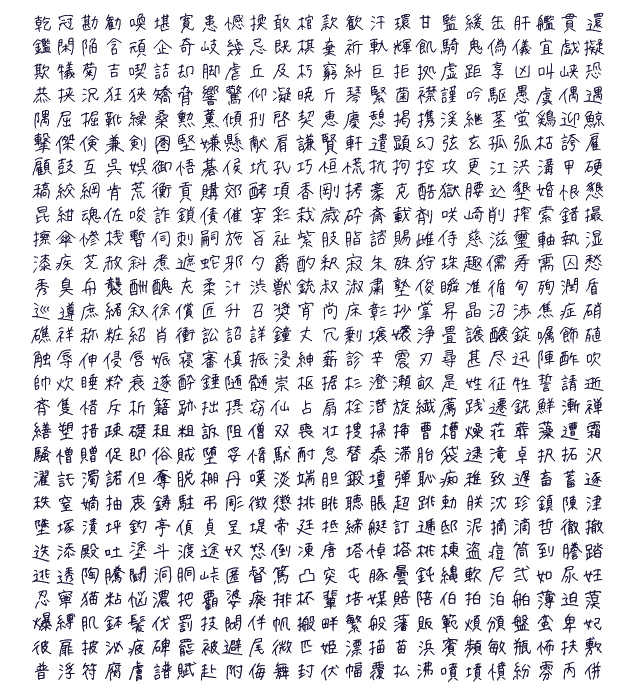 乾冠勘勧喚堪寛患憾換敢棺款歓汗環甘監緩缶肝艦貫還
鑑閑陥含頑企奇岐幾忌既棋棄祈軌輝飢騎鬼偽儀宜戯擬
欺犠菊吉喫詰却脚虐丘及朽窮糾巨拒拠虚距享凶叫峡恐
恭挟況狂狭矯脅響驚仰凝暁斤琴緊菌襟謹吟駆愚虞偶遇
隅屈掘靴繰桑勲薫傾刑啓契恵慶憩掲携渓継茎蛍鶏迎鯨
撃傑倹兼剣圏堅嫌懸献肩謙賢軒遣顕幻弦玄孤弧枯誇雇
顧鼓互呉娯御悟碁侯坑孔巧恒慌抗拘控攻更江洪溝甲硬
稿絞綱肯荒衡貢購郊酵項香剛拷豪克酷獄腰込墾婚恨懇
昆紺魂佐唆詐鎖債催宰彩栽歳砕斎載剤咲崎削搾索錯撮
擦傘惨桟暫伺刺嗣施旨祉紫肢脂諮賜雌侍慈滋璽軸執湿
漆疾芝赦斜煮遮蛇邪勺爵酌釈寂朱殊狩珠趣儒寿需囚愁
秀臭舟襲酬醜充柔汁渋獣銃叔淑粛塾俊瞬准循旬殉潤盾
巡遵庶緒叙徐償匠升召奨宵尚床彰抄掌昇晶沼渉焦症硝
礁祥称粧紹肖衝訟詔詳鐘丈冗剰壌嬢浄畳譲醸錠嘱飾殖
触辱伸侵唇娠寝審慎振浸紳薪診辛震刃尋甚尽迅陣酢吹
帥炊睡粋衰遂酔錘随髄崇枢据杉澄瀬畝是姓征牲誓請逝
斉隻惜斥析籍跡拙摂窃仙占扇栓潜旋繊薦践遷銑鮮漸禅
繕塑措疎礎租粗訴阻僧双喪壮捜掃挿曹槽燥荘葬藻遭霜
騒憎贈促即俗賊堕妥惰駄耐怠替泰滞胎袋逮滝卓択拓沢
濯託濁諾但奪脱棚丹嘆淡端胆鍛壇弾恥痴稚致遅畜蓄逐
秩窒嫡抽衷鋳駐弔彫徴懲挑眺聴脹超跳勅朕沈珍鎮陳津
墜塚漬坪釣亭偵貞呈堤帝廷抵締艇訂逓邸泥摘滴哲徹撤
迭添殿吐塗斗渡途奴怒倒凍唐塔悼搭桃棟盗痘筒到謄踏
逃透陶騰闘洞胴峠匿督篤凸突屯豚曇鈍縄軟尼弐如尿妊
忍寧猫粘悩濃把覇婆廃排杯輩培媒賠陪伯拍泊舶薄迫漠
爆縛肌鉢髪伐罰抜閥伴帆搬畔繁般藩販範煩頒盤蛮卑妃
彼扉披泌疲碑罷被避尾微匹姫漂描苗浜賓頻敏瓶怖扶敷
普浮符腐膚譜賦赴附侮舞封伏幅覆払沸噴墳憤紛雰丙併